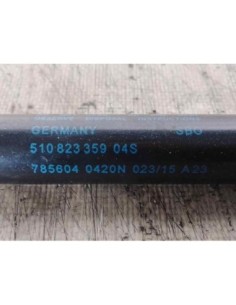 GERMANY SBG
510 823 359 04S
785604 0420N 023/15 A23